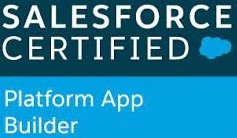 SALESFORCE
CERTIFIED
Platform App
Builder